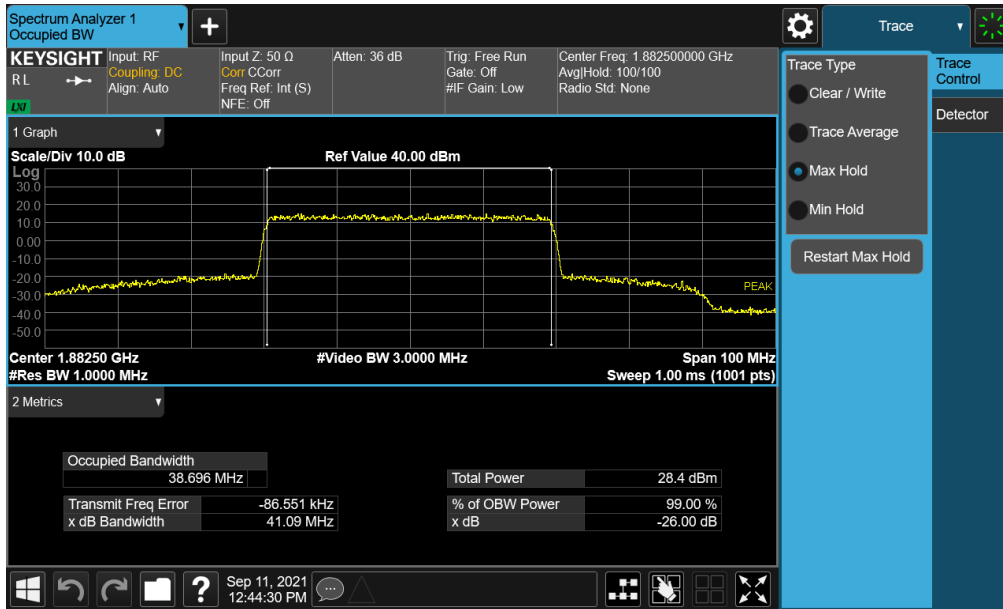 Spectrum Analyzer 1
Occupied BW
+
Trace
KEYSIGHT
R L
LXI
Input: RF
Coupling: DC
Align: Auto
Input Z: 50 Ω
Corr CCorr
Freq Ref: Int (S)
NFE: Off
Atten: 36 dB
Trig: Free Run
Gate: Off
#IF Gain: Low
Center Freq: 1.882500000 GHz
Avg|Hold: 100/100
Radio Std: None
Trace Type
Clear / Write
Trace Average
Max Hold
Min Hold
Restart Max Hold
Trace
Control
Detector
1 Graph
Scale/Div 10.0 dB
Ref Value 40.00 dBm
Log
30.0
20.0
10.0
0.00
-10.0
-20.0
-30.0
-40.0
-50.0
PEAK
Center 1.88250 GHz
#Video BW 3.0000 MHz
Span 100 MHz
#Res BW 1.0000 MHz
Sweep 1.00 ms (1001 pts)
2 Metrics
Occupied Bandwidth
38.696 MHz
Total Power 28.4 dBm
Transmit Freq Error -86.551 kHz
% of OBW Power 99.00 %
x dB Bandwidth 41.09 MHz
x dB -26.00 dB
?
Sep 11, 2021
12:44:30 PM